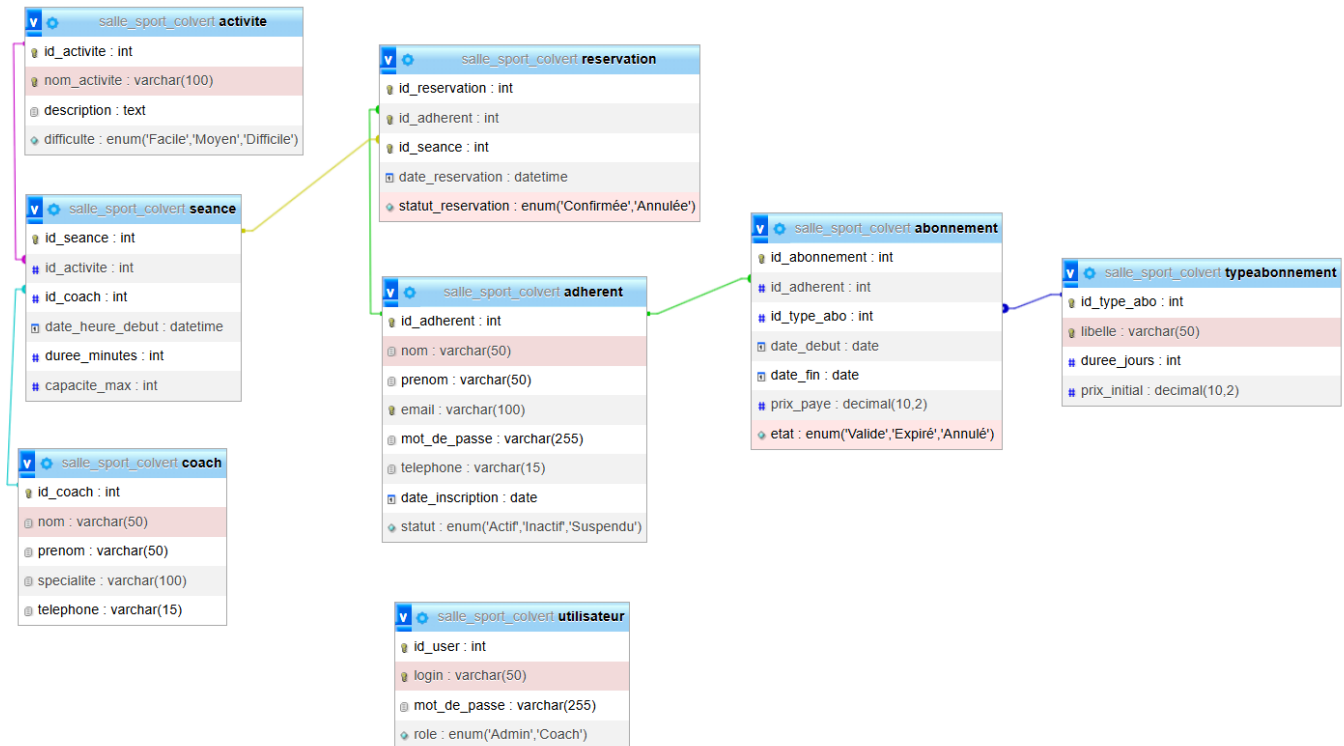 v salle_sport_colvert activite
id_activite : int
nom_activite : varchar(100)
description : text
difficulte : enum('Facile','Moyen','Difficile')
v salle_sport_colvert seance
id_seance : int
# id_activite : int
# id_coach : int
date_heure_debut : datetime
# duree_minutes : int
# capacite_max : int
v salle_sport_colvert coach
id_coach : int
nom : varchar(50)
prenom : varchar(50)
specialite : varchar(100)
telephone : varchar(15)
v salle_sport_colvert reservation
id_reservation : int
id_adherent : int
id_seance : int
date_reservation : datetime
statut_reservation : enum('Confirmée','Annulée')
v salle_sport_colvert adherent
id_adherent : int
nom : varchar(50)
prenom : varchar(50)
email : varchar(100)
mot_de_passe : varchar(255)
telephone : varchar(15)
date_inscription : date
statut : enum('Actif','Inactif','Suspendu')
v salle_sport_colvert utilisateur
id_user : int
login : varchar(50)
mot_de_passe : varchar(255)
role : enum('Admin','Coach')
v salle_sport_colvert abonnement
id_abonnement : int
# id_adherent : int
# id_type_abo : int
date_debut : date
date_fin : date
# prix_paye : decimal(10,2)
etat : enum('Valide','Expiré','Annulé')
v salle_sport_colvert typeabonnement
id_type_abo : int
libelle : varchar(50)
# duree_jours : int
# prix_initial : decimal(10,2)